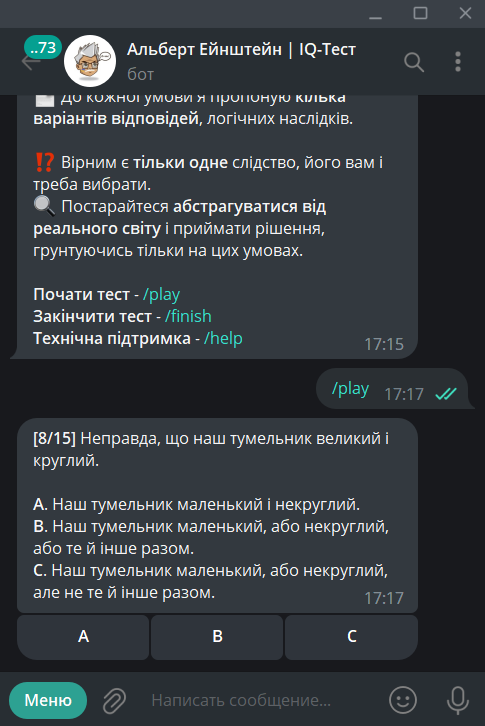 ..73
Альберт Ейнштейн | IQ-Тест
бот
До кожної умови я пропоную кілька
варіантів відповідей, логічних наслідків.
⁉️ Вірним є тільки одне слідство, його вам і
треба вибрати.
🔍 Постарайтеся абстрагуватися від
реального світу і приймати рішення,
грунтуючись тільки на цих умовах.
Почати тест - /play
Закінчити тест - /finish
Технічна підтримка - /help
17:15
/play 17:17
[8/15] Неправда, що наш тумельник великий і
круглий.
A. Наш тумельник маленький і некруглий.
B. Наш тумельник маленький, або некруглий,
або те й інше разом.
C. Наш тумельник маленький, або некруглий,
але не те й інше разом.
17:17
A B C
Меню Написать сообщение...